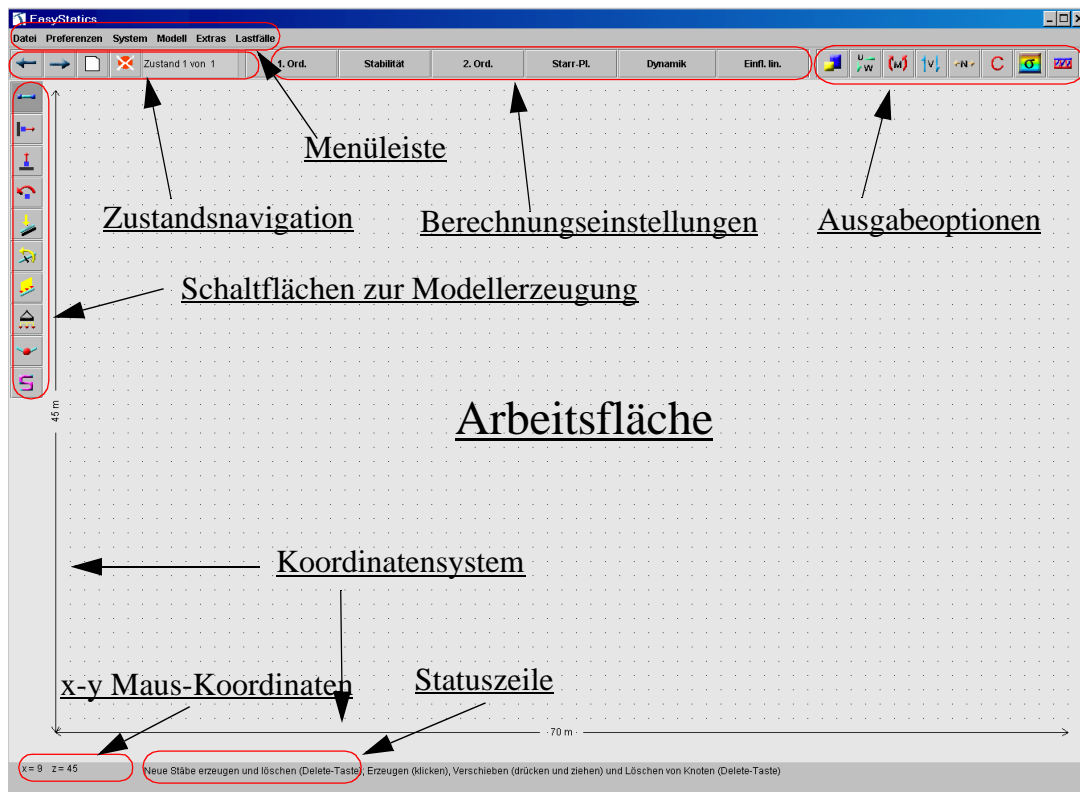 EasyStatics
Datei Preferenzen System Modell Extras Lastfälle
Zustand 1 von 1
1. Ord. Stabilität 2. Ord. Starr-Pl. Dynamik Einfl. lin.
U W M V N C σ
Menüleiste
Zustandsnavigation Berechnungseinstellungen Ausgabeoptionen
Schaltflächen zur Modellerzeugung
45 m
Arbeitsfläche
Koordinatensystem
x-y Maus-Koordinaten Statuszeile
70 m
x= 9 z= 45
Neue Stäbe erzeugen und löschen (Delete-Taste); Erzeugen (klicken), Verschieben (drücken und ziehen) und Löschen von Knoten (Delete-Taste)